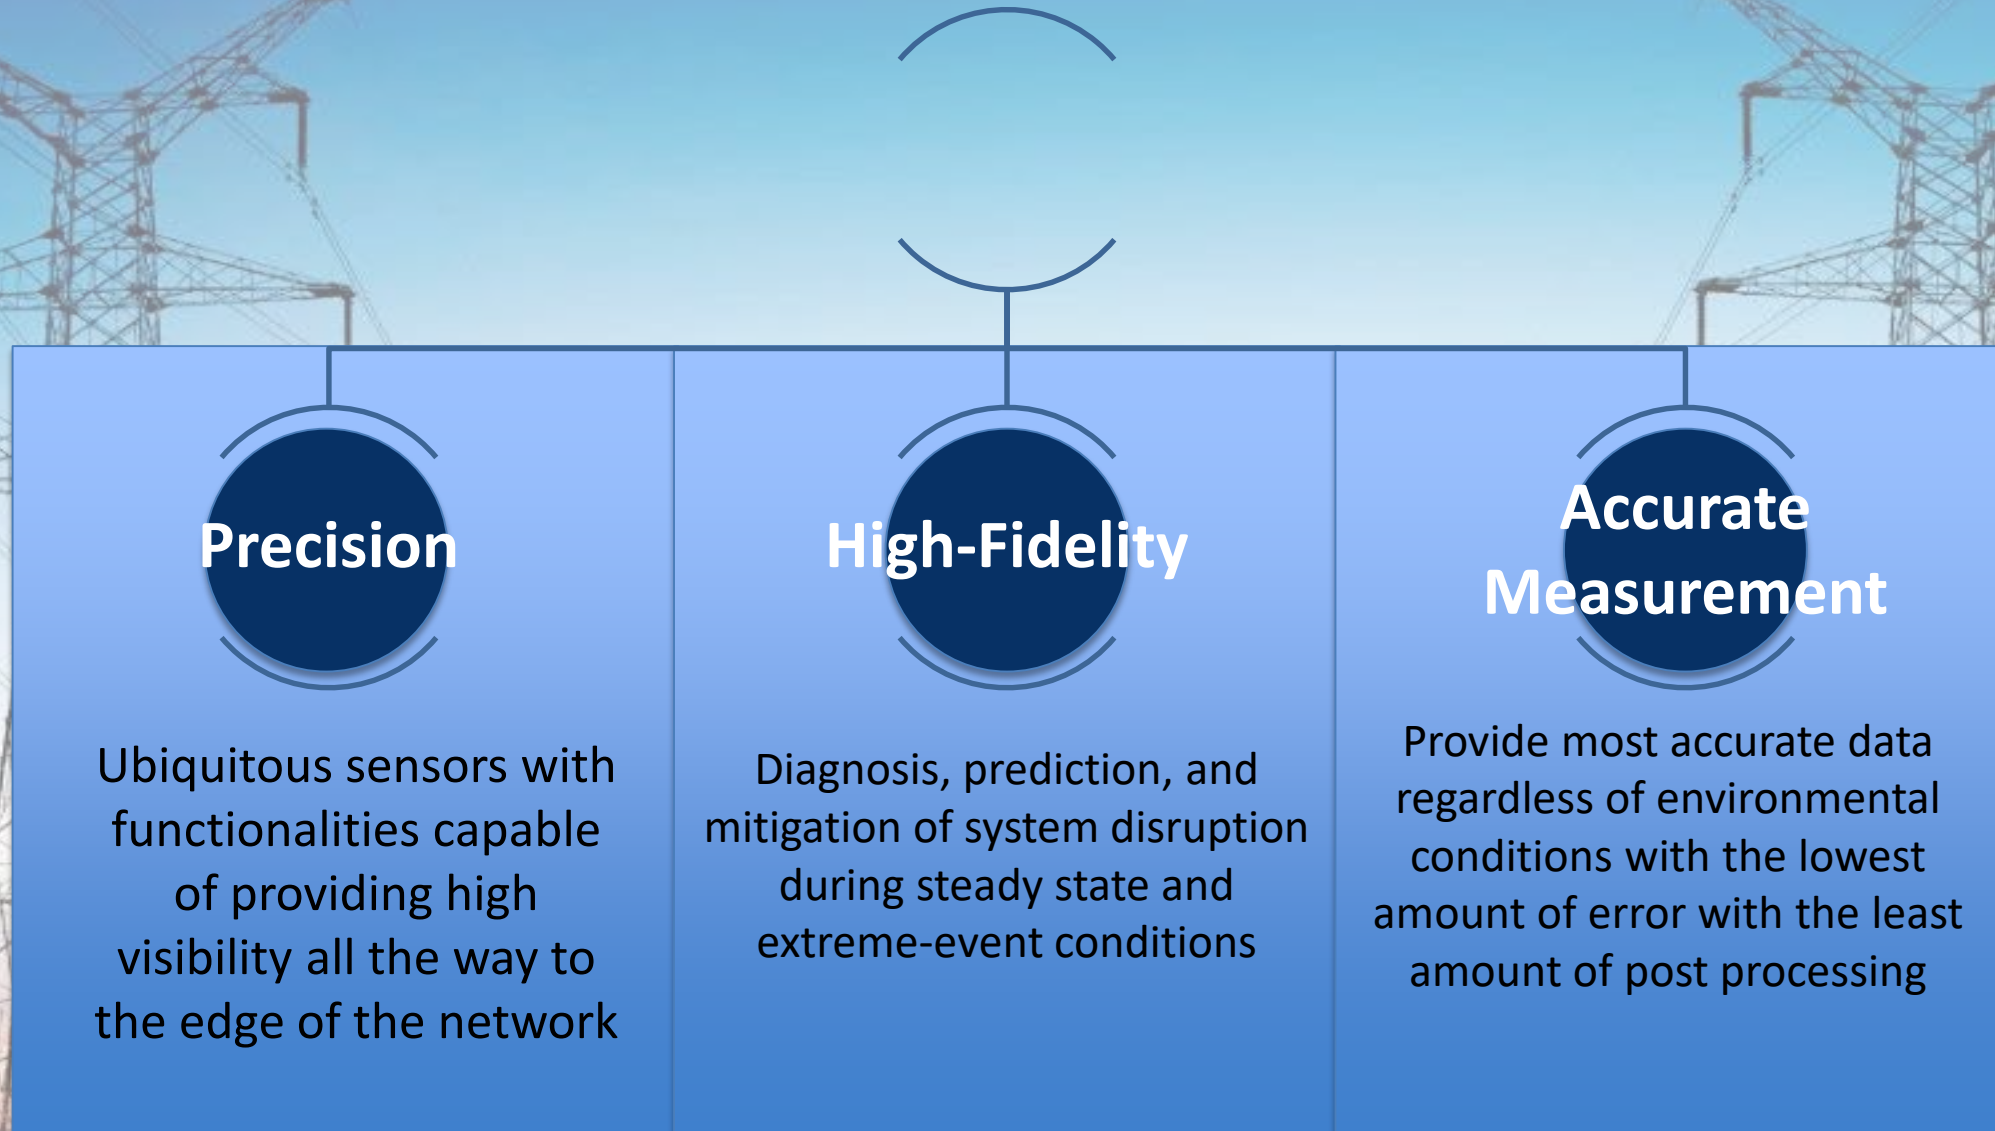 Precision
Ubiquitous sensors with
functionalities capable
of providing high
visibility all the way to
the edge of the network
High-Fidelity
Diagnosis, prediction, and
mitigation of system disruption
during steady state and
extreme-event conditions
Accurate
Measurement
Provide most accurate data
regardless of environmental
conditions with the lowest
amount of error with the least
amount of post processing